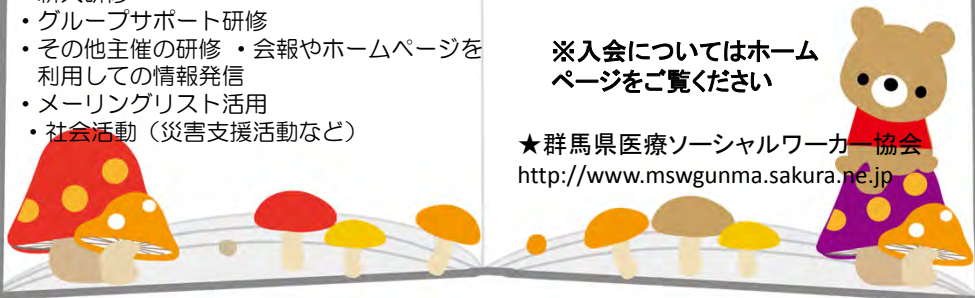 ・グループサポート研修
・その他主催の研修 ・会報やホームページを
利用しての情報発信
・メーリングリスト活用
・社会活動（災害支援活動など）
※入会についてはホーム
ページをご覧ください
★群馬県医療ソーシャルワーカー協会
http://www.mswgunma.sakura.ne.jp